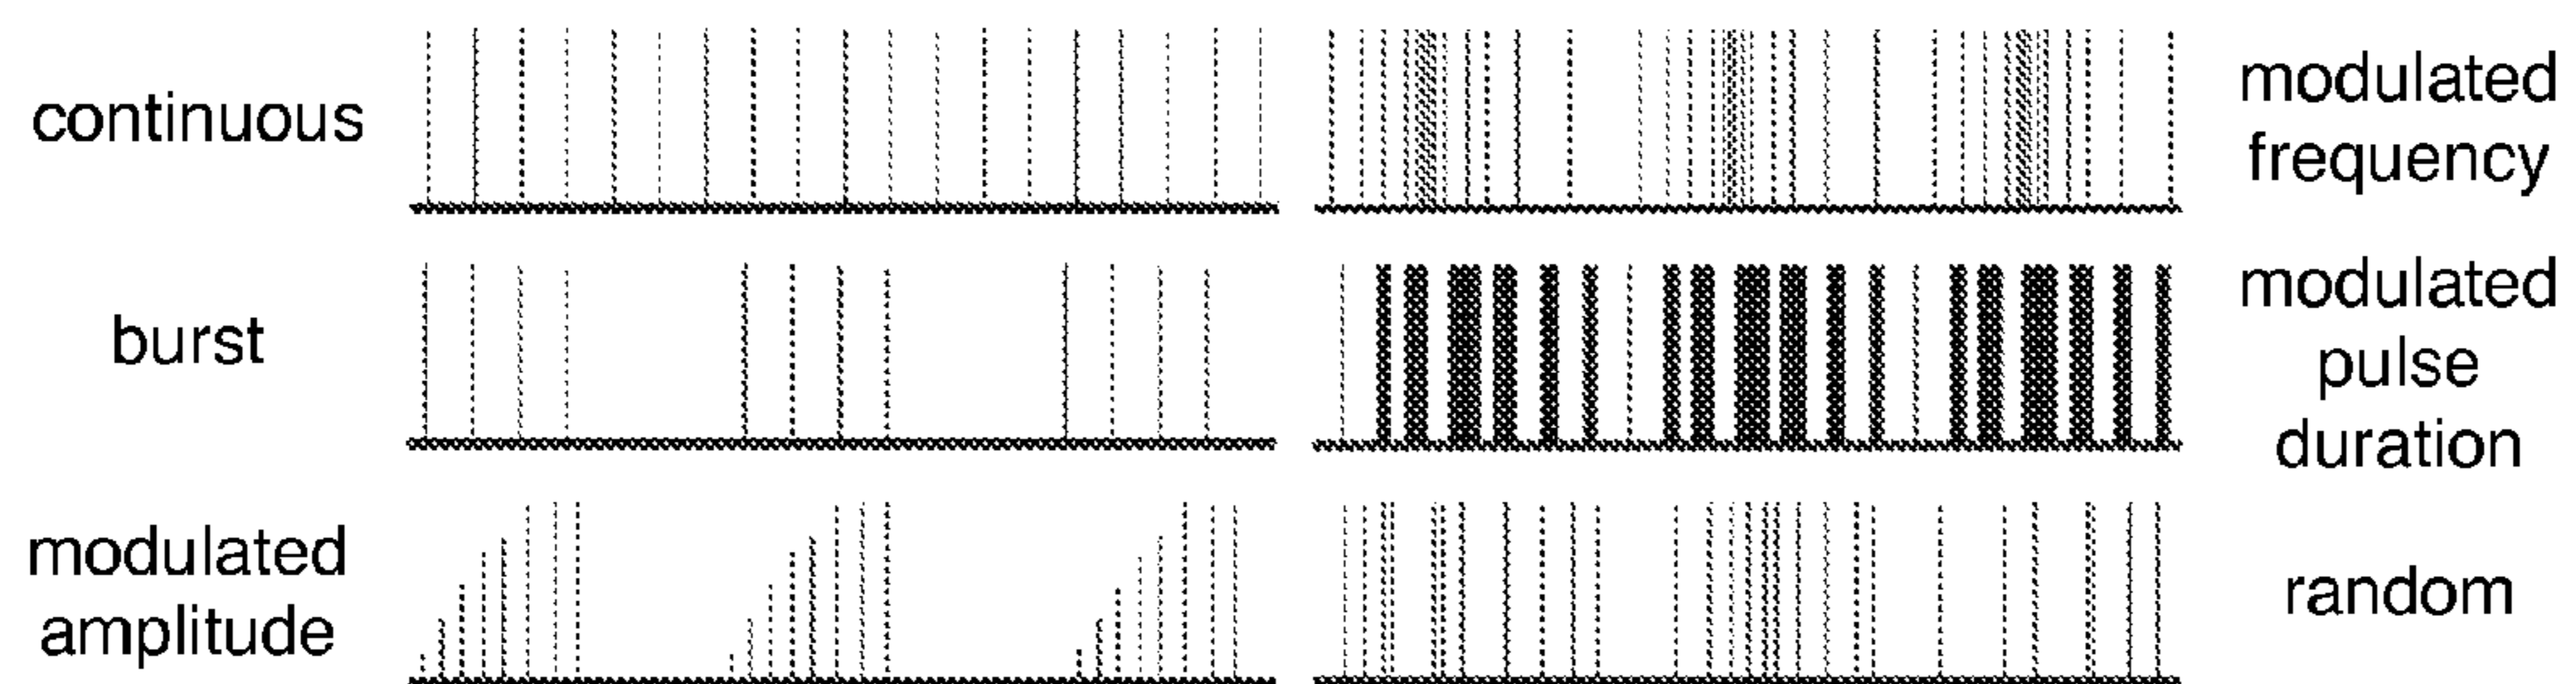 continuous
modulated
frequency
burst
modulated
pulse
duration
modulated
amplitude
random